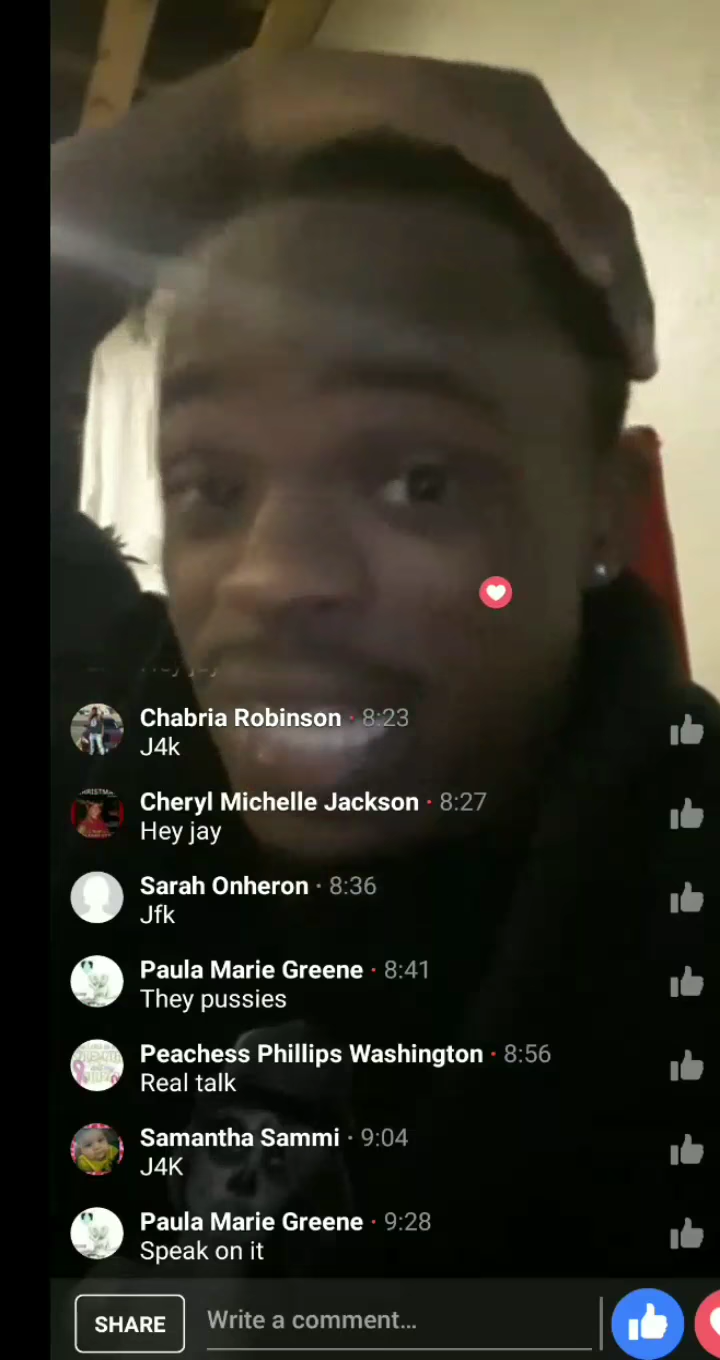 Hey jay
Chabria Robinson · 8:23
J4k
Cheryl Michelle Jackson · 8:27
Hey jay
Sarah Onheron · 8:36
Jfk
Paula Marie Greene · 8:41
They pussies
Peachess Phillips Washington · 8:56
Real talk
Samantha Sammi · 9:04
J4K
Paula Marie Greene · 9:28
Speak on it
SHARE
Write a comment...